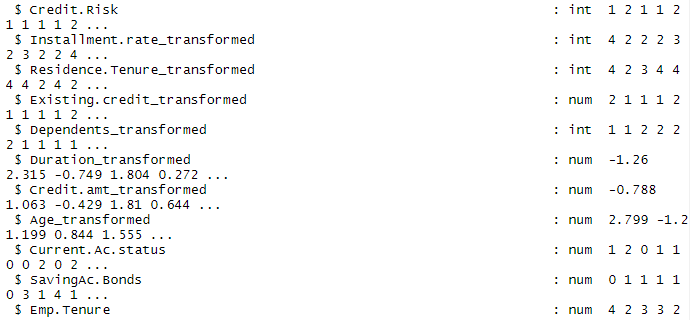 $ Credit.Risk : int 1 2 1 1 2
1 1 1 1 2 ...
$ Installment.rate_transformed : int 4 2 2 2 3
2 3 2 2 4 ...
$ Residence.Tenure_transformed : int 4 2 3 4 4
4 4 2 4 2 ...
$ Existing.credit_transformed : num 2 1 1 1 2
1 1 1 1 2 ...
$ Dependents_transformed : int 1 1 2 2 2
2 1 1 1 1 ...
$ Duration_transformed : num -1.26
2.315 -0.749 1.804 0.272 ...
$ Credit.amt_transformed : num -0.788
1.063 -0.429 1.81 0.644 ...
$ Age_transformed : num 2.799 -1.2
1.199 0.844 1.555 ...
$ Current.Ac.status : num 1 2 0 1 1
0 0 2 0 2 ...
$ SavingAc.Bonds : num 0 1 1 1 1
0 3 1 4 1 ...
$ Emp.Tenure : num 4 2 3 3 2